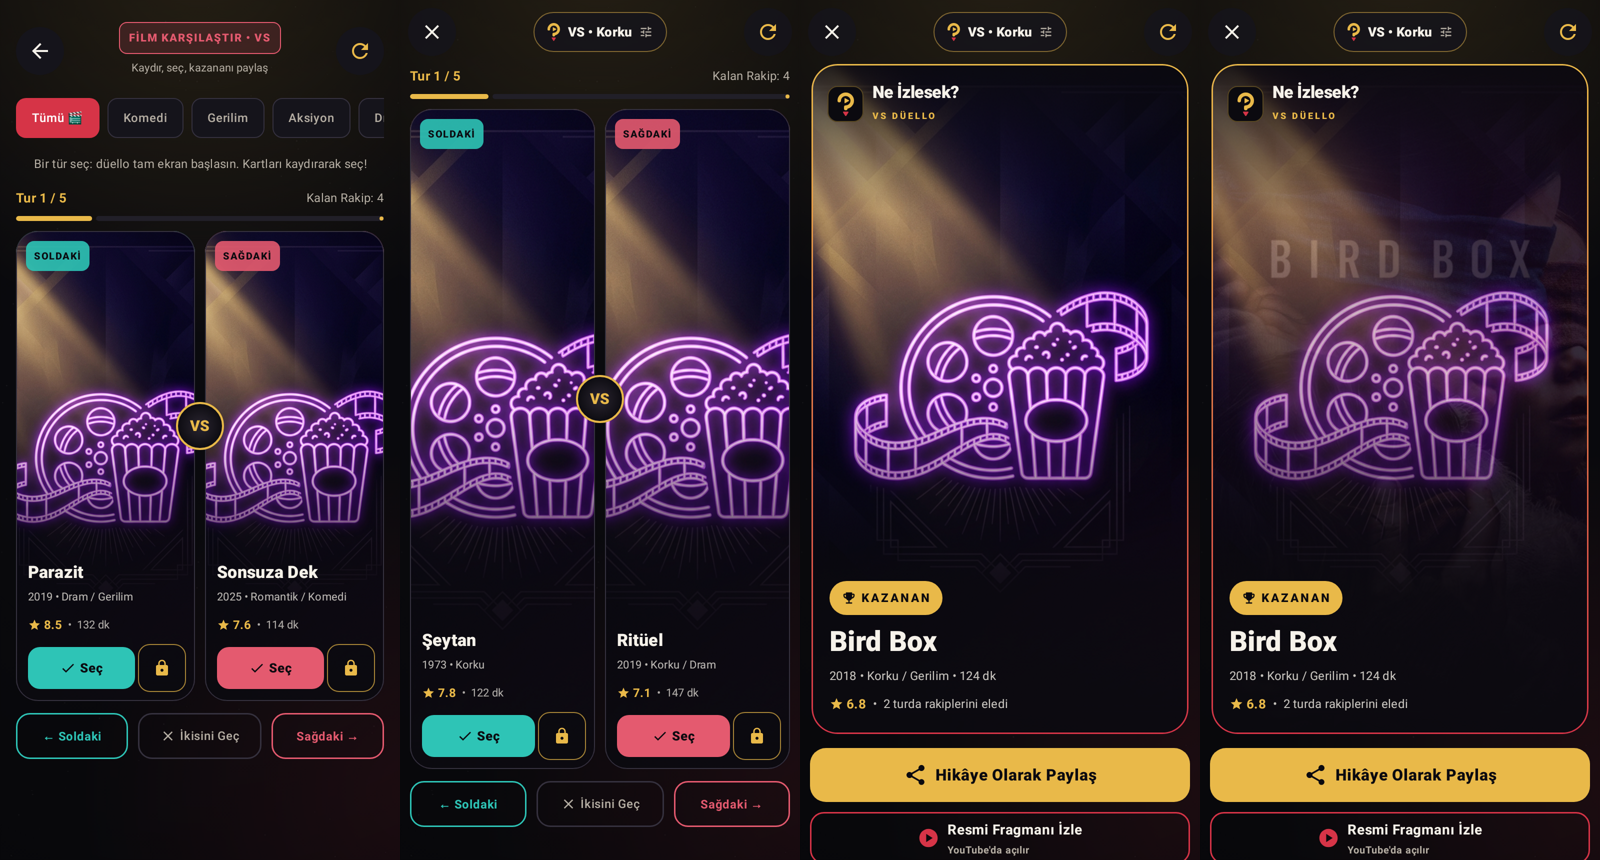 FİLM KARŞILAŞTIR • VS
Kaydır, seç, kazananı paylaş
Tümü
Komedi
Gerilim
Aksiyon
Bir tür seç: düello tam ekran başlasın. Kartları kaydırarak seç!
Tur 1 / 5
Kalan Rakip: 4
SOLDAKİ
SAĞDAKİ
VS
Parazit
2019 • Dram / Gerilim
8.5 • 132 dk
Seç
Sonsuza Dek
2025 • Romantik / Komedi
7.6 • 114 dk
Seç
← Soldaki
İkisini Geç
Sağdaki →
VS • Korku
Tur 1 / 5
Kalan Rakip: 4
SOLDAKİ
SAĞDAKİ
VS
Şeytan
1973 • Korku
7.8 • 122 dk
Seç
Ritüel
2019 • Korku / Dram
7.1 • 147 dk
Seç
← Soldaki
İkisini Geç
Sağdaki →
VS • Korku
Ne İzlesek?
VS DÜELLO
KAZANAN
Bird Box
2018 • Korku / Gerilim • 124 dk
6.8 • 2 turda rakiplerini eledi
Hikâye Olarak Paylaş
Resmi Fragmanı İzle
YouTube'da açılır
VS • Korku
Ne İzlesek?
VS DÜELLO
BIRD BOX
KAZANAN
Bird Box
2018 • Korku / Gerilim • 124 dk
6.8 • 2 turda rakiplerini eledi
Hikâye Olarak Paylaş
Resmi Fragmanı İzle
YouTube'da açılır